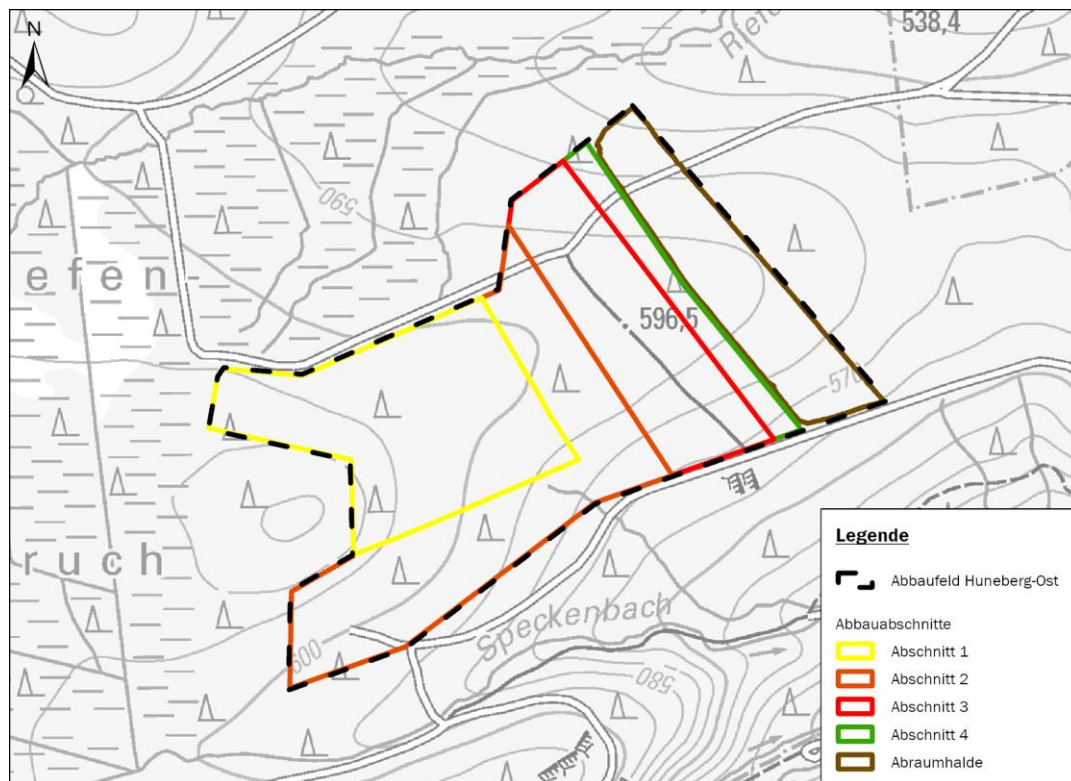 N
538,4
Riefen
590
efen
596,5
570
ruch
600
Speckenbach
580
Legende
Abbaufeld Huneberg-Ost
Abbauabschnitte
Abschnitt 1
Abschnitt 2
Abschnitt 3
Abschnitt 4
Abraumhalde